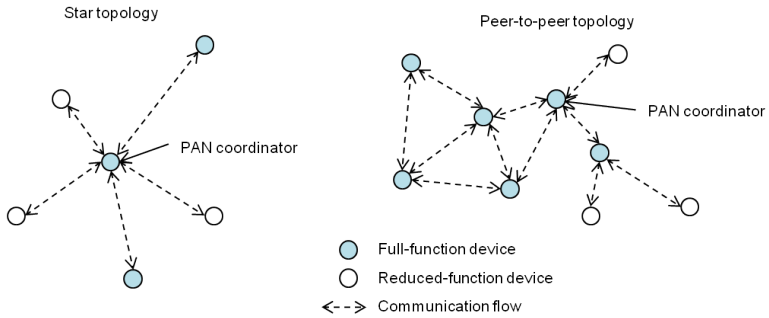 Star topology
Peer-to-peer topology
PAN coordinator
PAN coordinator
Full-function device
Reduced-function device
Communication flow